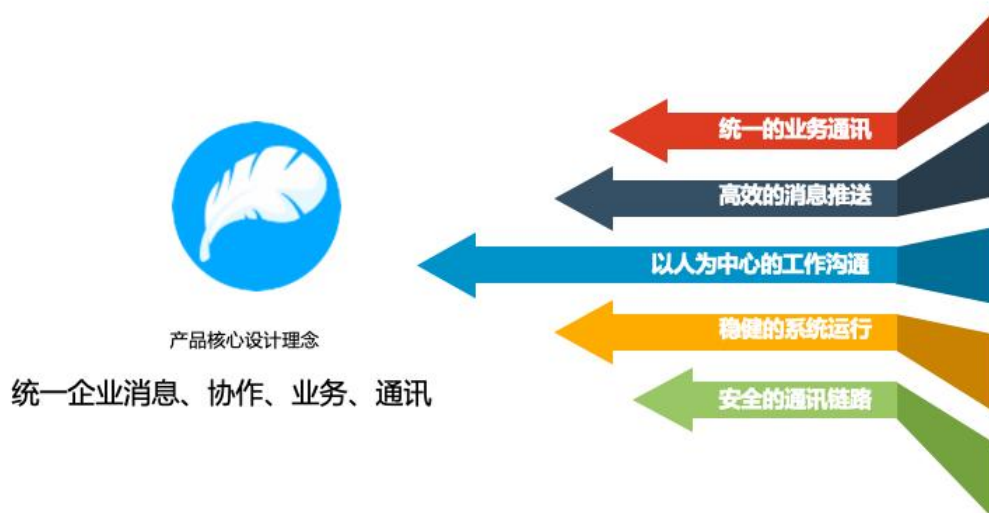 统一的业务通讯
高效的消息推送
以人为中心的工作沟通
稳健的系统运行
安全的通讯链路
产品核心设计理念
统一企业消息、协作、业务、通讯